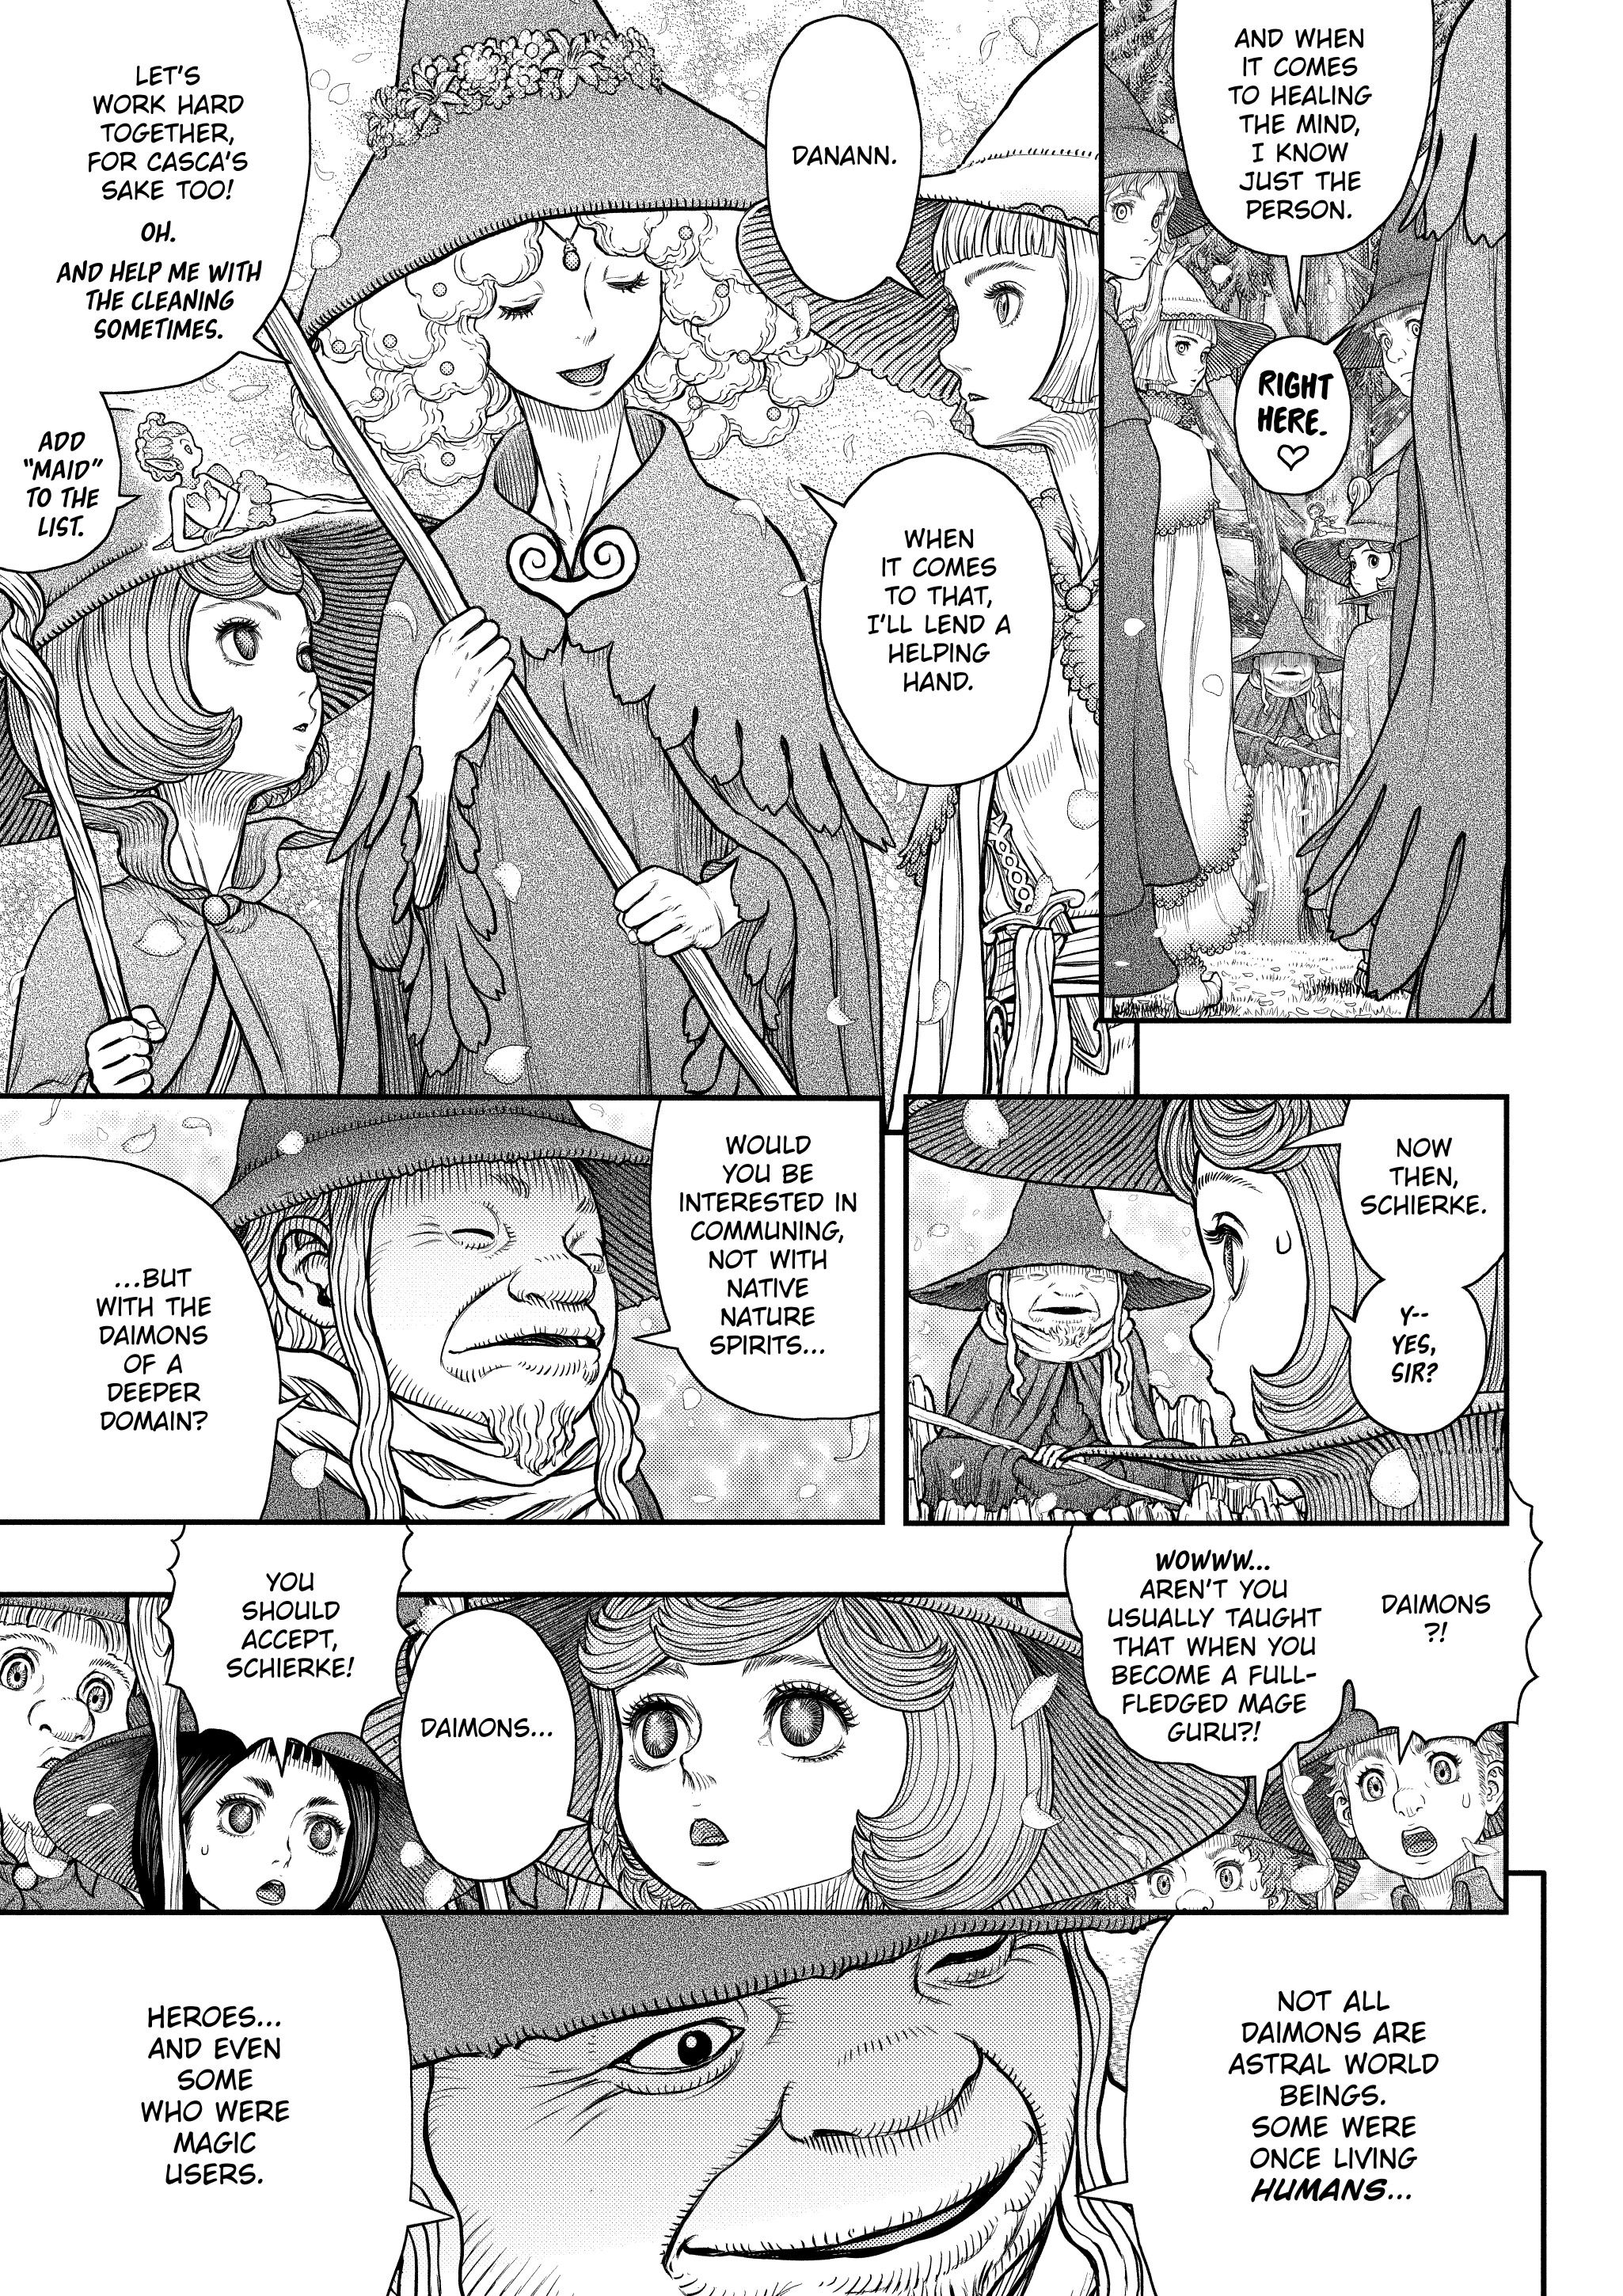 AND WHEN
IT COMES
TO HEALING
THE MIND,
I KNOW
JUST THE
PERSON.
RIGHT
HERE.
DANANN.
WHEN
IT COMES
TO THAT,
I'LL LEND A
HELPING
HAND.
LET'S
WORK HARD
TOGETHER,
FOR CASCA'S
SAKE TOO!
OH.
AND HELP ME WITH
THE CLEANING
SOMETIMES.
ADD
"MAID"
TO THE
LIST.
NOW
THEN,
SCHIERKE.
Y--
YES,
SIR?
WOULD
YOU BE
INTERESTED IN
COMMUNING,
NOT WITH
NATIVE
NATURE
SPIRITS...
...BUT
WITH THE
DAIMONS
OF A
DEEPER
DOMAIN?
DAIMONS
?!
WOWWW...
AREN'T YOU
USUALLY TAUGHT
THAT WHEN YOU
BECOME A FULL-
FLEDGED MAGE
GURU?!
DAIMONS...
YOU
SHOULD
ACCEPT,
SCHIERKE!
NOT ALL
DAIMONS ARE
ASTRAL WORLD
BEINGS.
SOME WERE
ONCE LIVING
HUMANS...
HEROES...
AND EVEN
SOME
WHO WERE
MAGIC
USERS.